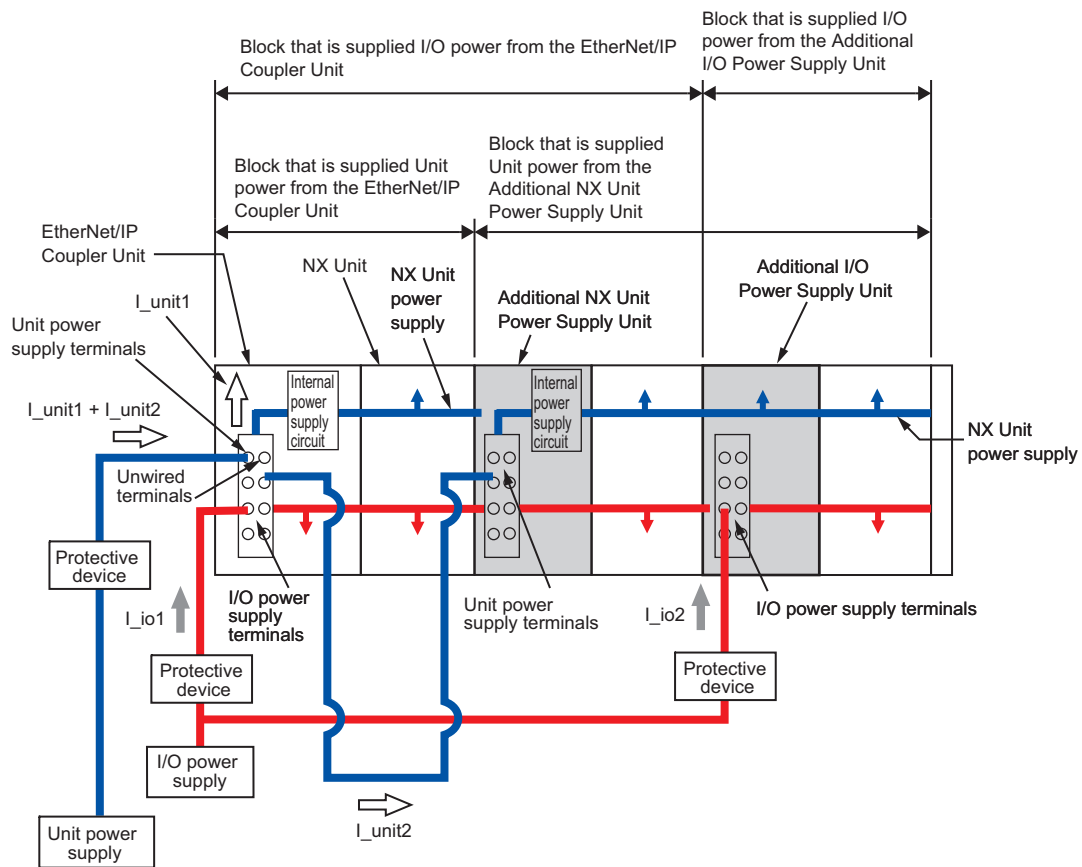 Block that is supplied I/O power from the EtherNet/IP
Coupler Unit
Block that is supplied I/O
power from the Additional
I/O Power Supply Unit
Block that is supplied Unit
power from the EtherNet/IP
Coupler Unit
Block that is supplied
Unit power from the
Additional NX Unit
Power Supply Unit
EtherNet/IP
Coupler Unit
NX Unit
NX Unit
power
supply
Additional NX Unit
Power Supply Unit
Additional I/O
Power Supply Unit
I_unit1
Unit power
supply terminals
I_unit1 + I_unit2
Internal
power
supply
circuit
Internal
power
supply
circuit
NX Unit
power supply
Unwired
terminals
Protective
device
I_io1
I/O power
supply
terminals
Unit power
supply terminals
I_io2
I/O power supply terminals
Protective
device
Protective
device
I/O power
supply
I_unit2
Unit power
supply